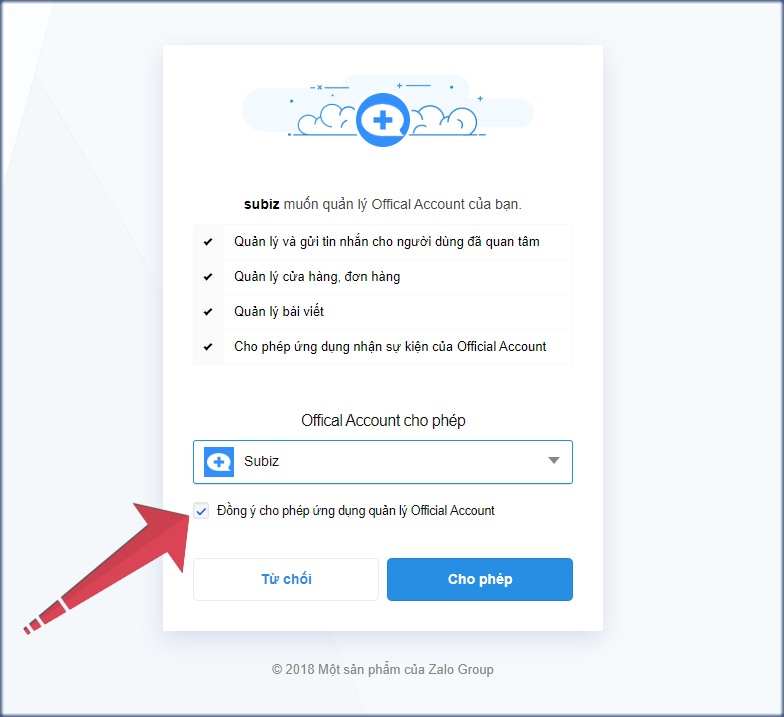 subiz muốn quản lý Offical Account của bạn.
Quản lý và gửi tin nhắn cho người dùng đã quan tâm
Quản lý cửa hàng, đơn hàng
Quản lý bài viết
Cho phép ứng dụng nhận sự kiện của Official Account
Offical Account cho phép
Subiz
Đồng ý cho phép ứng dụng quản lý Official Account
Từ chối
Cho phép
© 2018 Một sản phẩm của Zalo Group